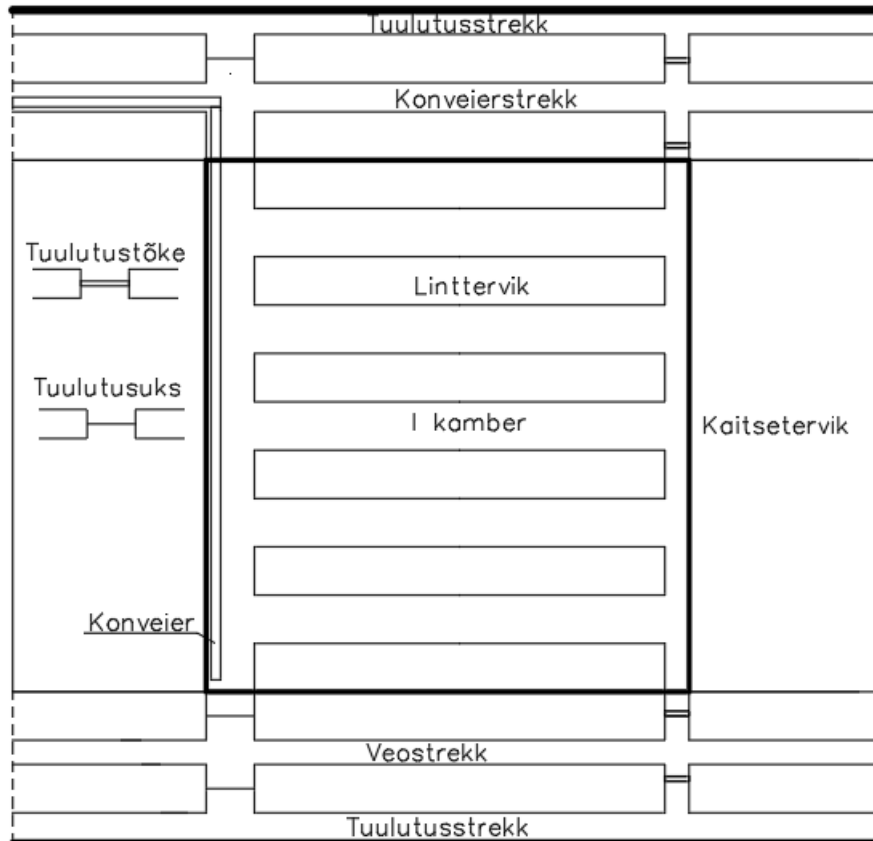 Tuulutusstrekk
Konveierstrekk
Tuulutustõke
Linttervik
Tuulutusuks
I kamber
Kaitsetervik
Konveier
Veostrekk
Tuulutusstrekk